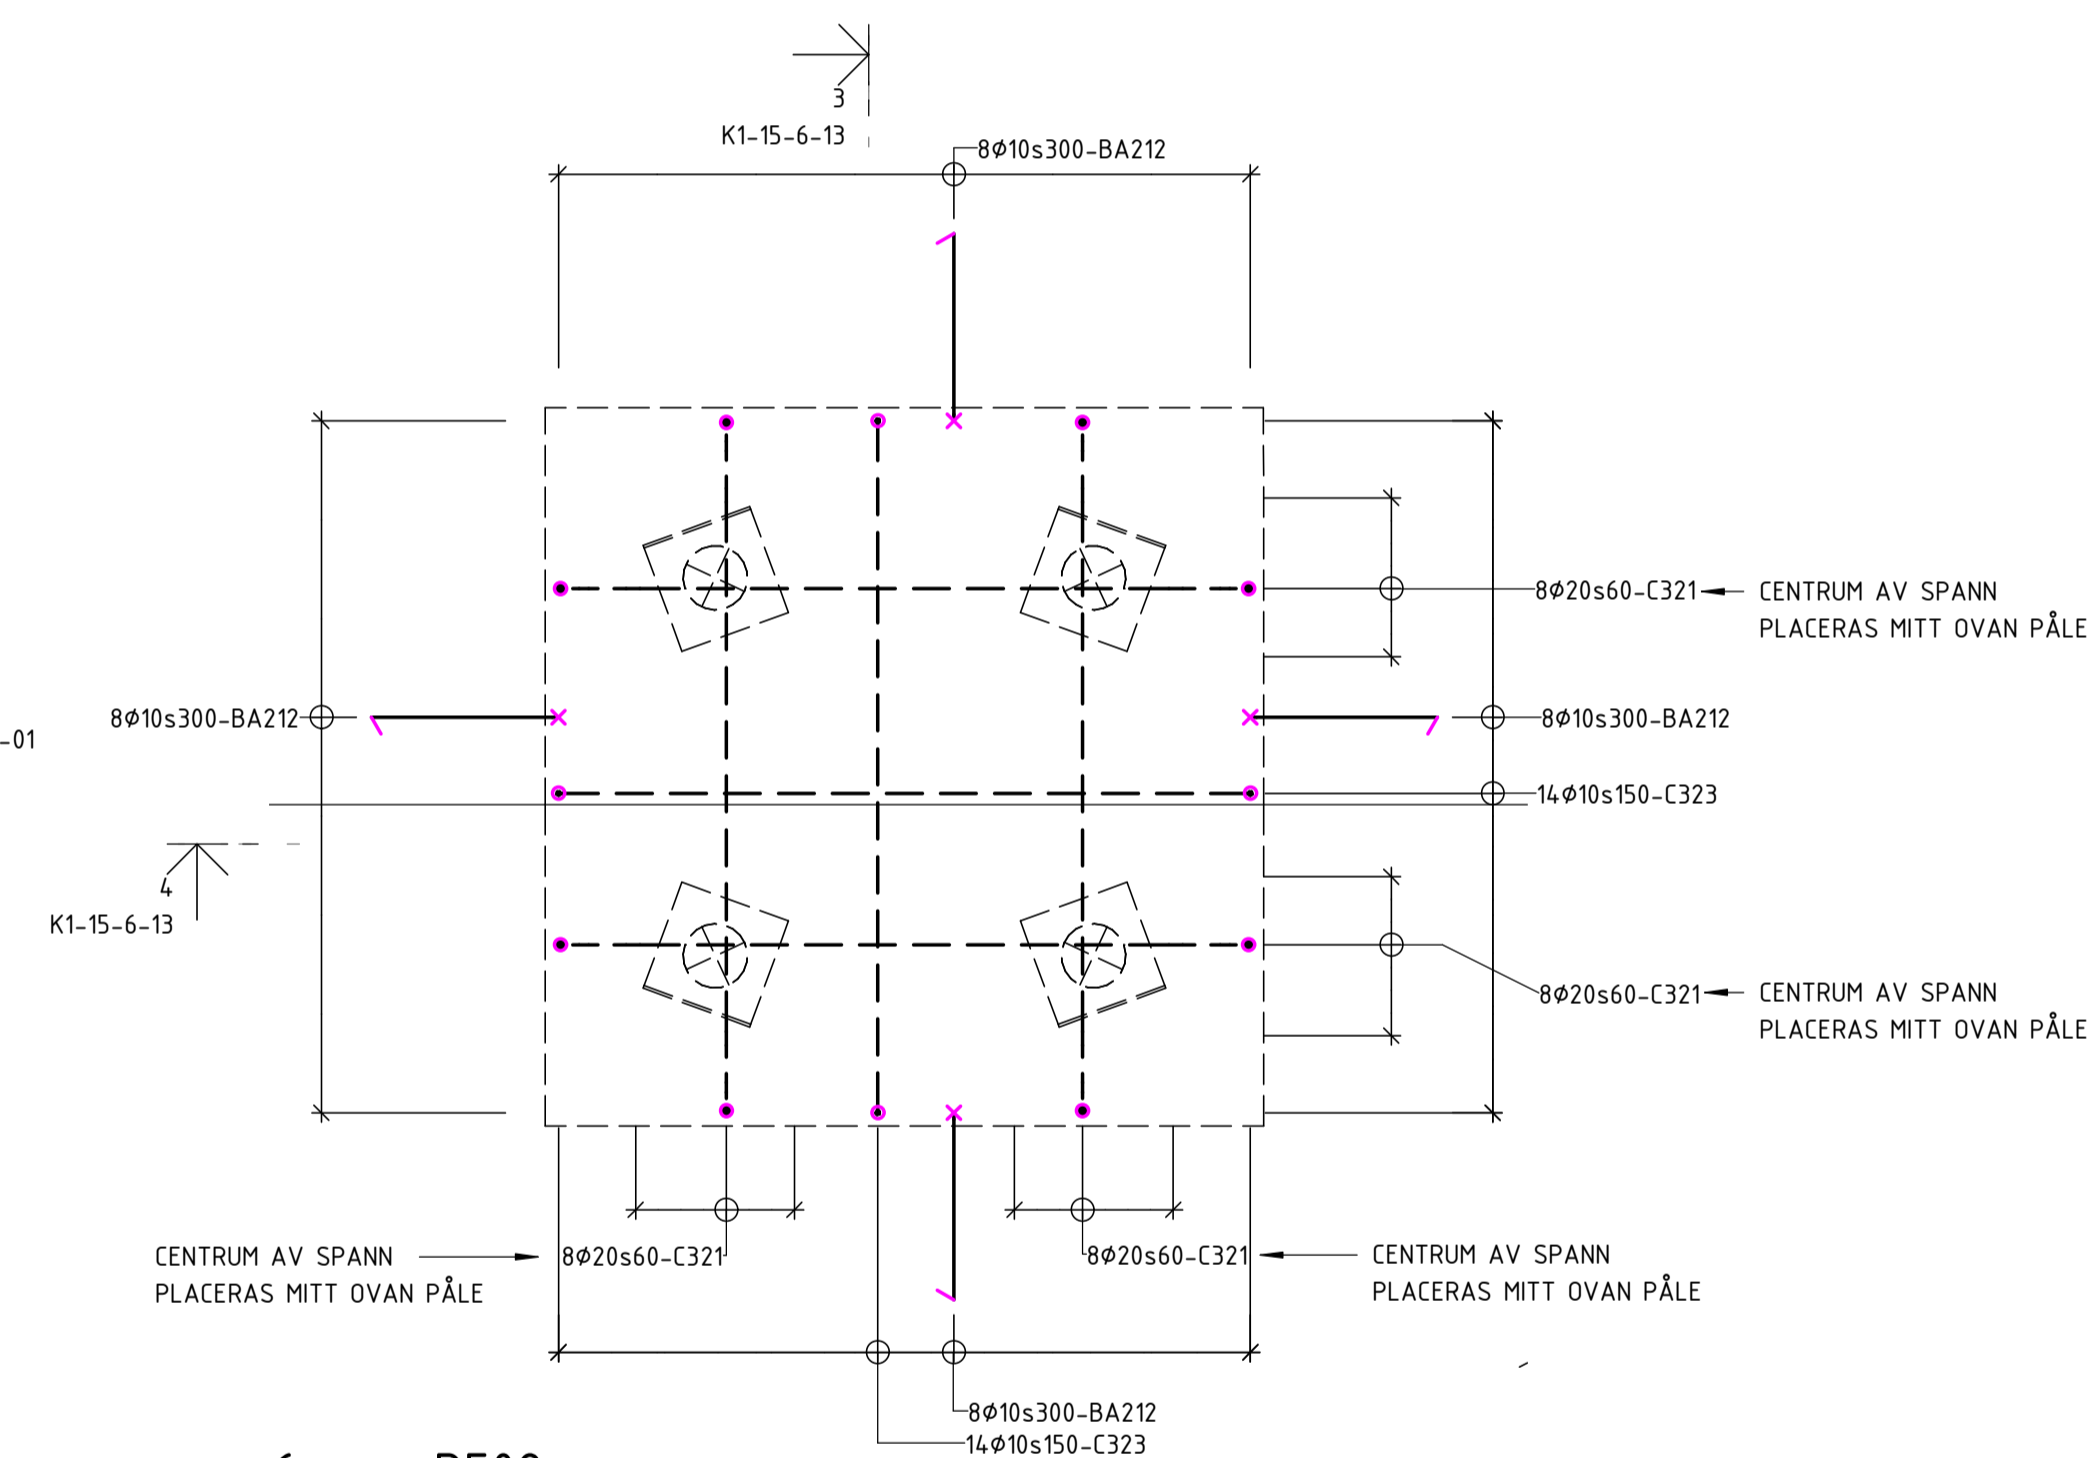 3
K1-15-6-13
8Ø10s300-BA212
8Ø20s60-C321
CENTRUM AV SPANN
PLACERAS MITT OVAN PÅLE
8Ø10s300-BA212
8Ø10s300-BA212
-01
14Ø10s150-C323
4
K1-15-6-13
8Ø20s60-C321
CENTRUM AV SPANN
PLACERAS MITT OVAN PÅLE
CENTRUM AV SPANN
PLACERAS MITT OVAN PÅLE
8Ø20s60-C321
8Ø20s60-C321
CENTRUM AV SPANN
PLACERAS MITT OVAN PÅLE
8Ø10s300-BA212
14Ø10s150-C323